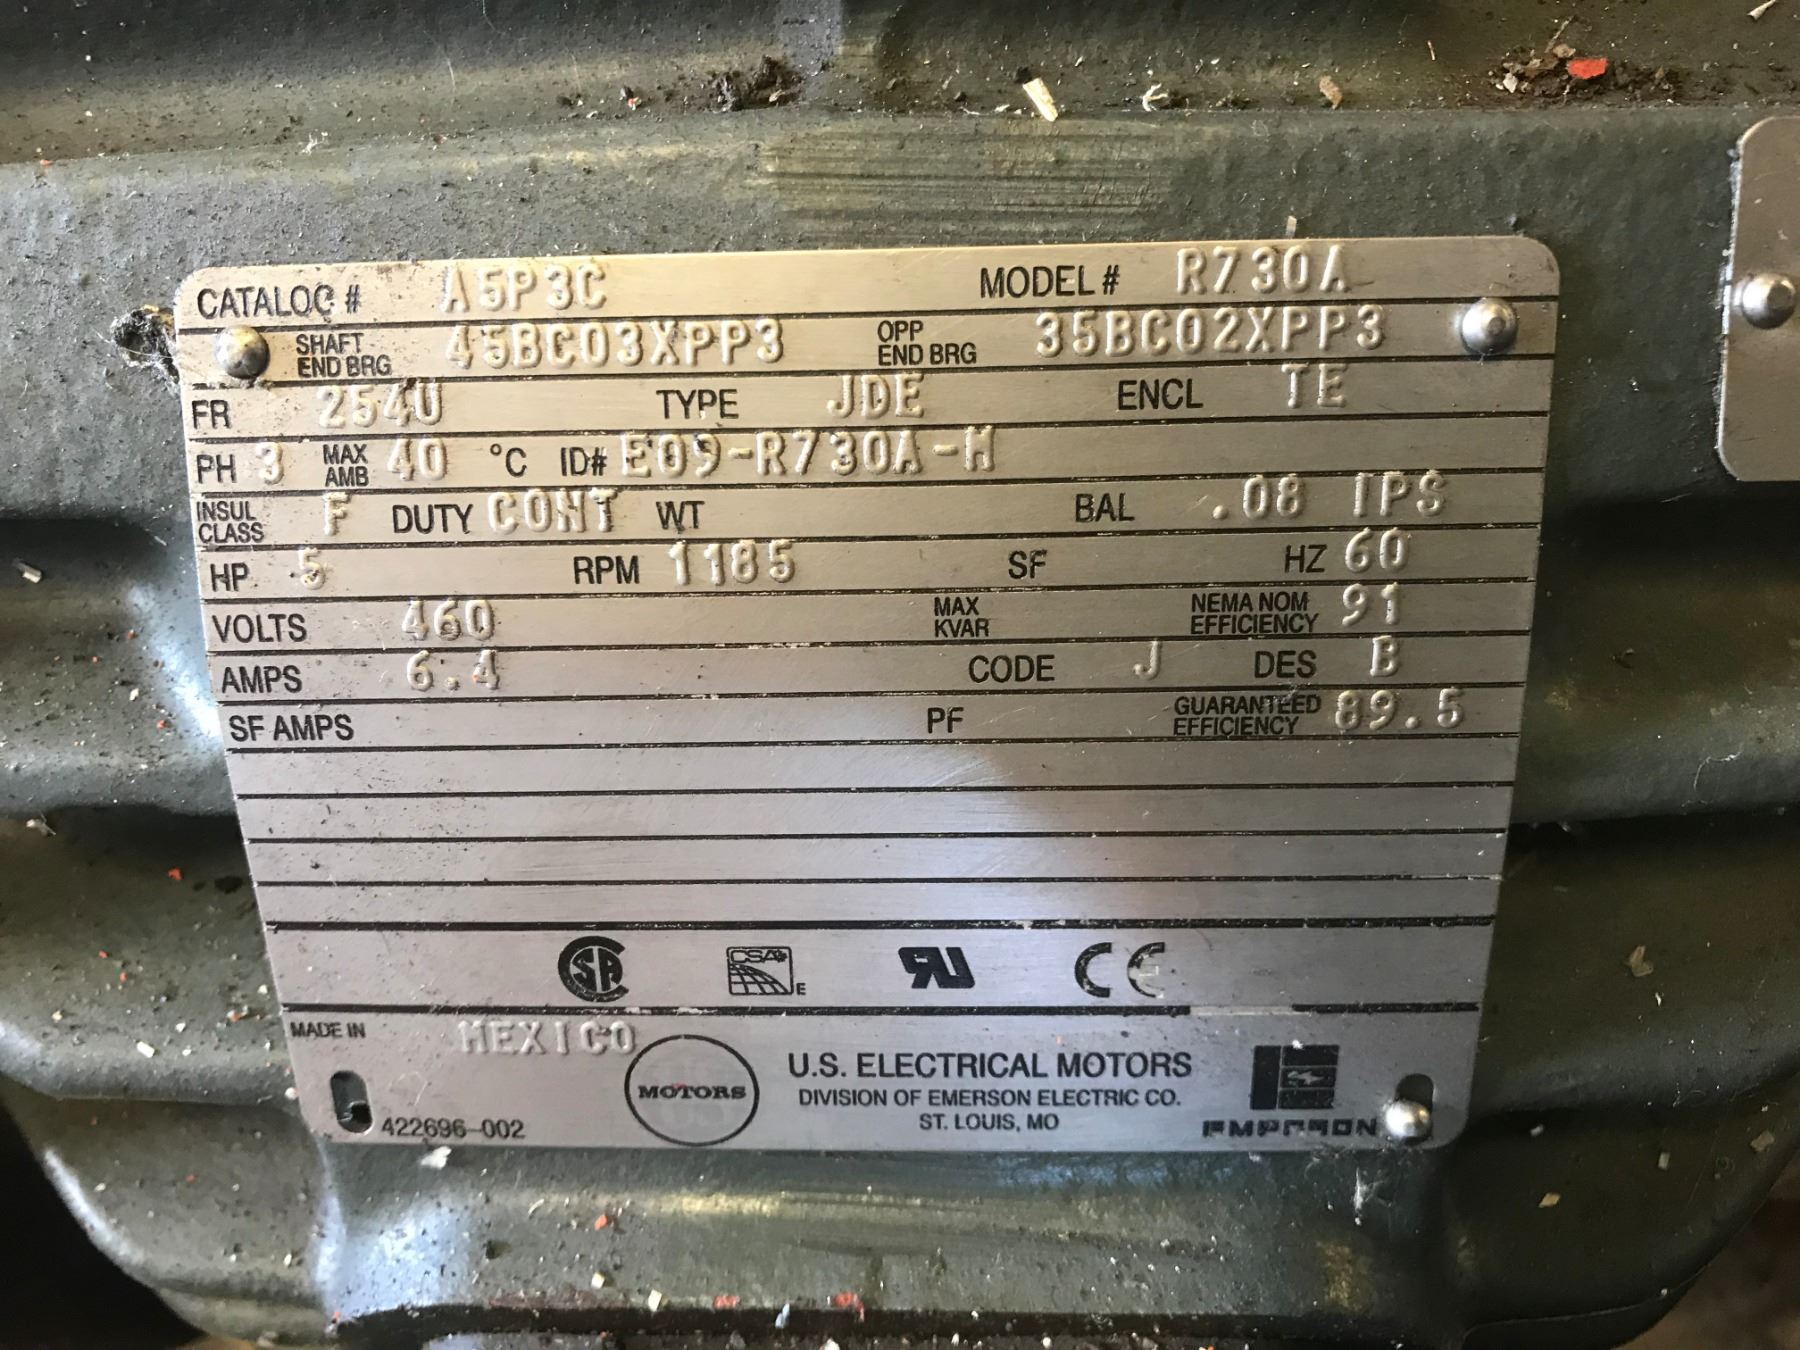 CATALOG # A5P3C MODEL # R730A
SHAFT END BRG 45BC03XPP3 OPP END BRG 35BC02XPP3
FR 254U TYPE JDE ENCL TE
PH 3 MAX AMB 40 °C ID# E09-R730A-M
INSUL CLASS F DUTY CONT WT BAL .08 IPS
HP 5 RPM 1185 SF HZ 60
VOLTS 460 MAX KVAR NEMA NOM EFFICIENCY 91
AMPS 6.4 CODE J DES B
SF AMPS PF GUARANTEED EFFICIENCY 89.5
CSA E
MADE IN MEXICO
MOTORS
U.S. ELECTRICAL MOTORS
DIVISION OF EMERSON ELECTRIC CO.
ST. LOUIS, MO
EMERSON
422696-002